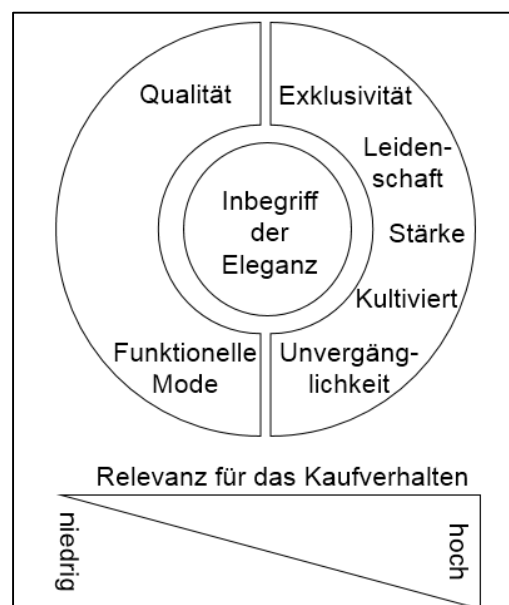 Qualität
Exklusivität
Leiden-
schaft
Stärke
Kultiviert
Unvergäng-
lichkeit
Inbegriff
der
Eleganz
Funktionelle
Mode
Relevanz für das Kaufverhalten
niedrig
hoch